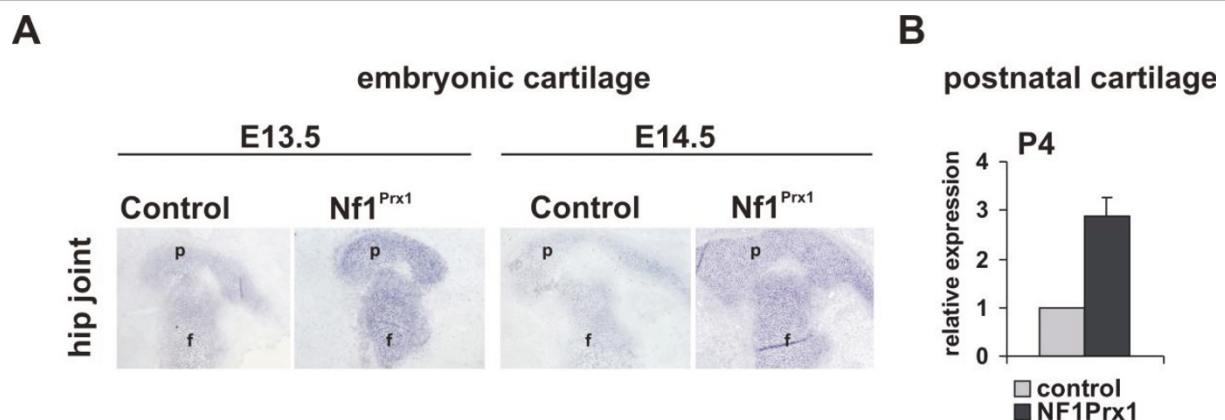 A
embryonic cartilage
E13.5 E14.5
Control Nf1Prx1 Control Nf1Prx1
hip joint
p p p p
f f f f
B
postnatal cartilage
P4
relative expression
4
3
2
1
0
control
NF1Prx1